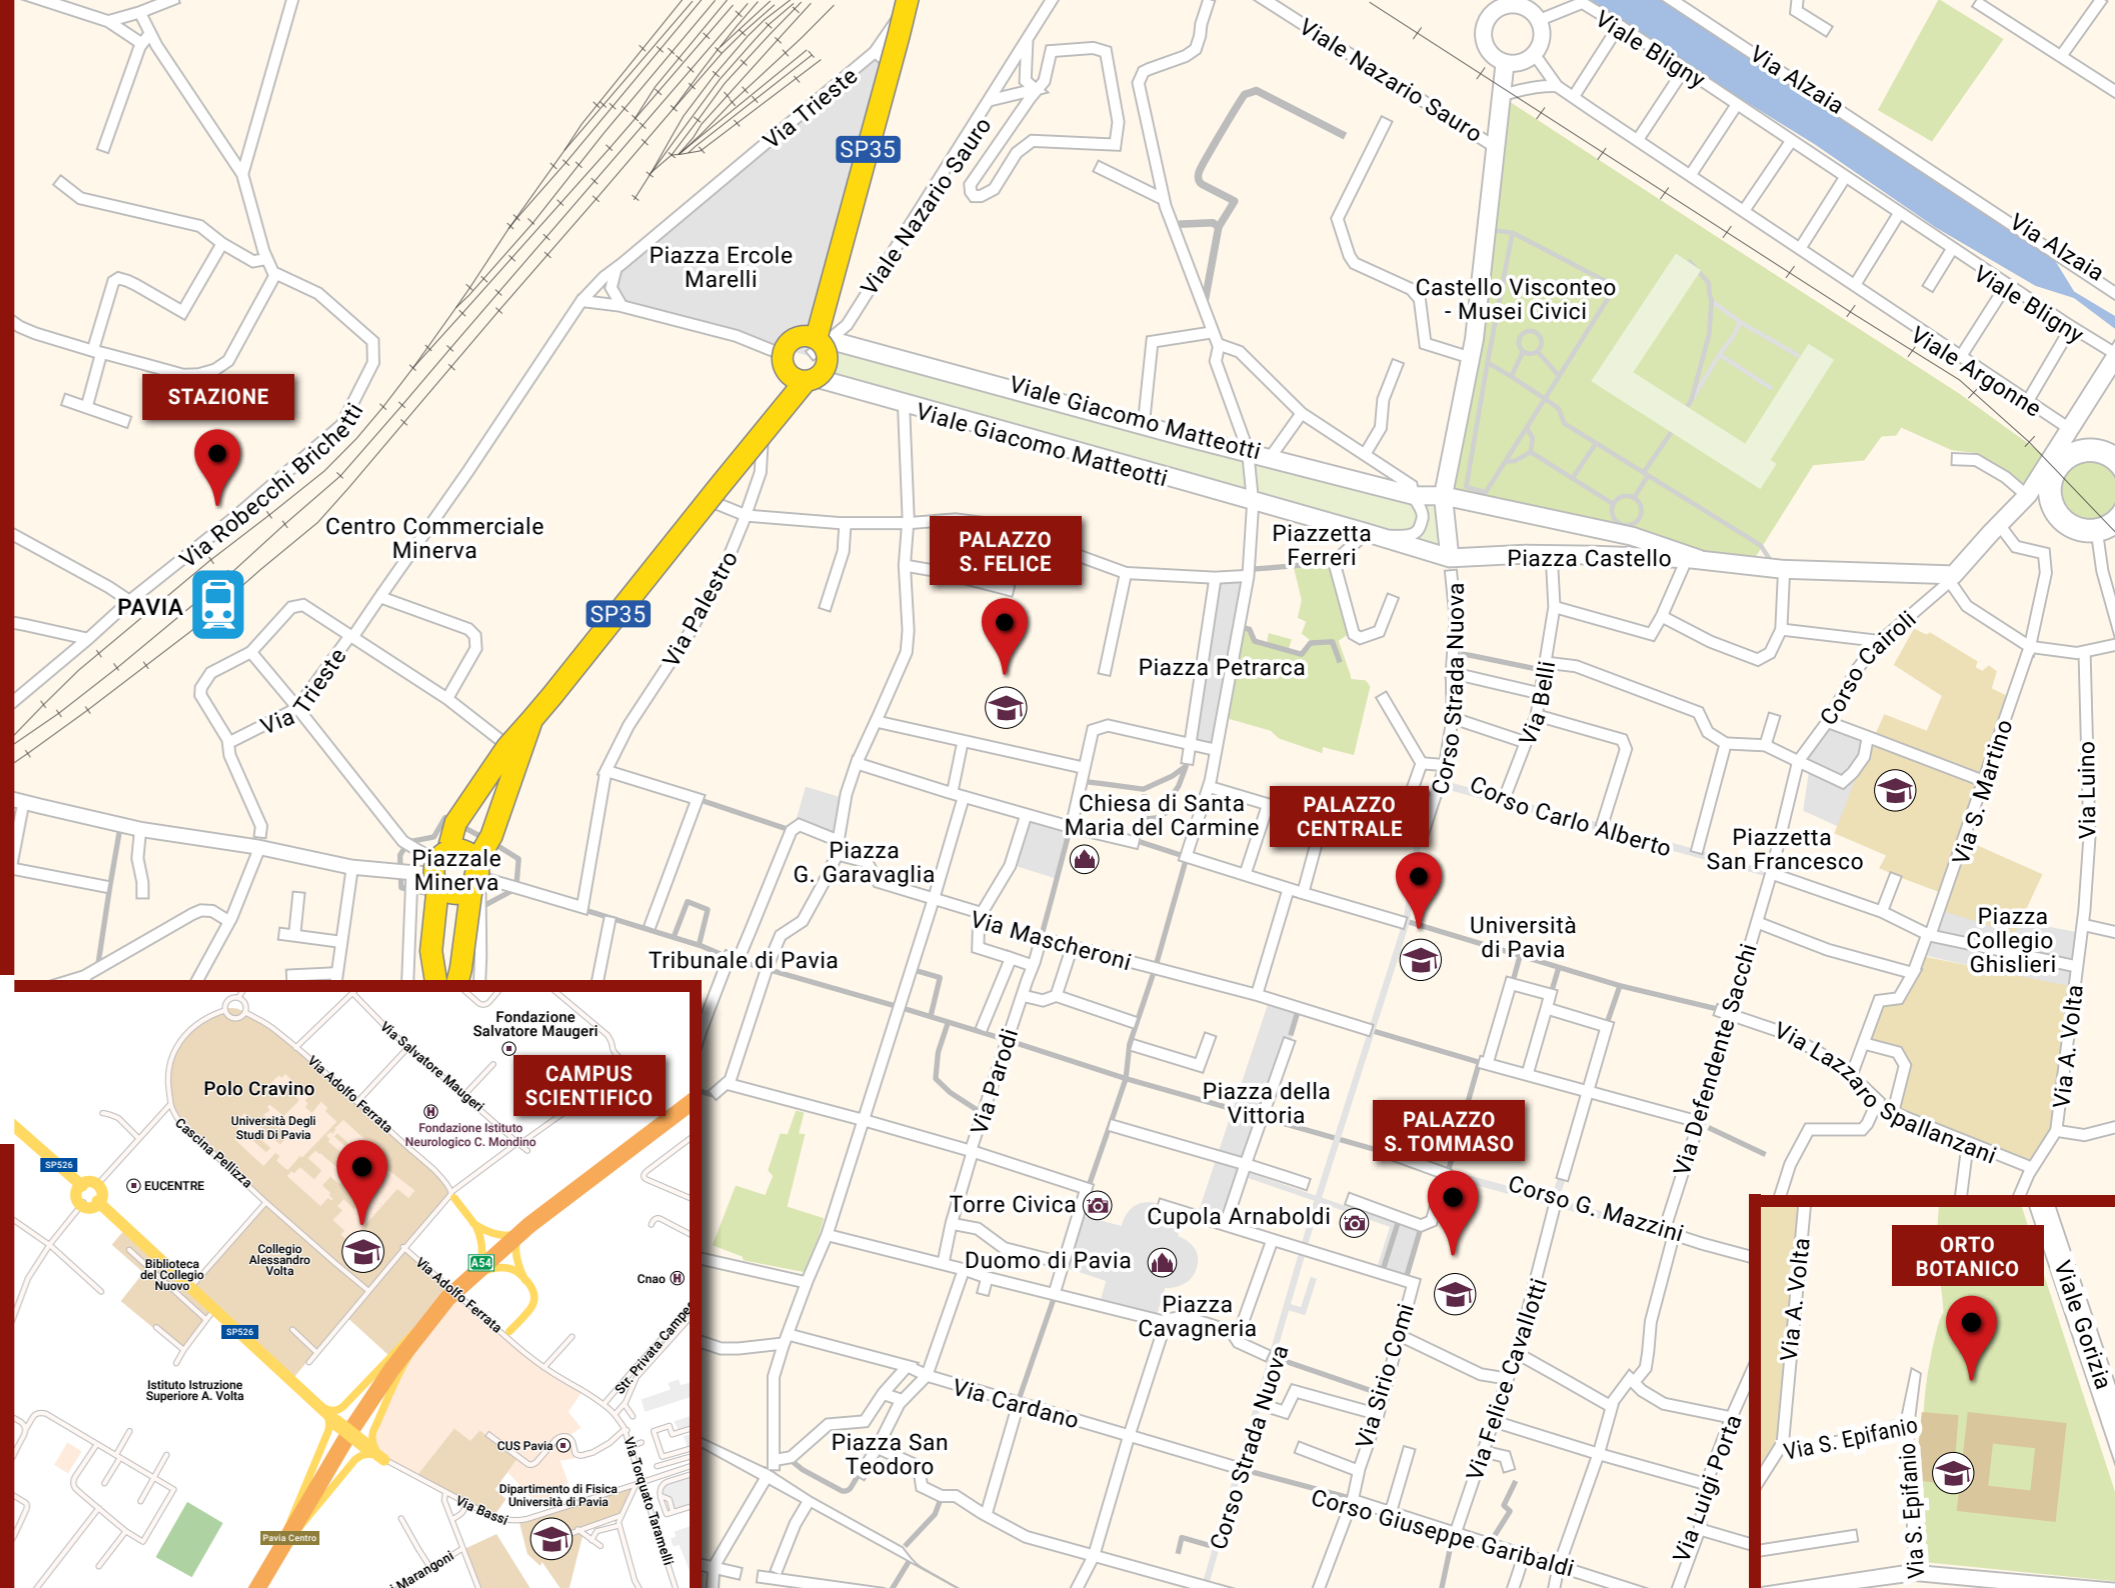 Viale Nazario Sauro
Viale Bligny
Via Alzaia
Via Trieste
SP35
Viale Nazario Sauro
Via Alzaia
Piazza Ercole
Marelli
Castello Visconteo
- Musei Civici
Viale Bligny
Viale Argonne
STAZIONE
Viale Giacomo Matteotti
Viale Giacomo Matteotti
Via Robecchi Brichetti
Centro Commerciale
Minerva
PALAZZO
S. FELICE
Piazzetta
Ferreri
Piazza Castello
PAVIA
SP35
Via Palestro
Corso Strada Nuova
Piazza Petrarca
Via Belli
Corso Cairoli
Via Trieste
Via S. Martino
Via Luino
Chiesa di Santa
Maria del Carmine
PALAZZO
CENTRALE
Corso Carlo Alberto
Piazzetta
San Francesco
Piazzale
Minerva
Piazza
G. Garavaglia
Via Mascheroni
Università
di Pavia
Piazza
Collegio
Ghislieri
Tribunale di Pavia
Via Defendente Sacchi
Via A. Volta
Via Parodi
Via Lazzaro Spallanzani
Piazza della
Vittoria
PALAZZO
S. TOMMASO
Torre Civica
Cupola Arnaboldi
Corso G. Mazzini
Duomo di Pavia
Piazza
Cavagneria
Via Sirio Comi
Via Felice Cavallotti
Corso Strada Nuova
Via Cardano
Piazza San
Teodoro
Corso Giuseppe Garibaldi
Via Luigi Porta
Fondazione
Salvatore Maugeri
Via Salvatore Maugeri
CAMPUS
SCIENTIFICO
Via Adolfo Ferrata
Polo Cravino
Università Degli
Studi Di Pavia
H
Fondazione Istituto
Neurologico C. Mondino
Cascina Pellizza
SP526
EUCENTRE
Collegio
Alessandro
Volta
Biblioteca
del Collegio
Nuovo
A54
Via Adolfo Ferrata
Cnao H
SP526
Str. Privata Campe
Istituto Istruzione
Superiore A. Volta
CUS Pavia
Via Torquato Taramelli
Dipartimento di Fisica
Università di Pavia
Via Bassi
Pavia Centro
i Marangoni
ORTO
BOTANICO
Via A. Volta
Viale Gorizia
Via S. Epifanio
Via S. Epifanio